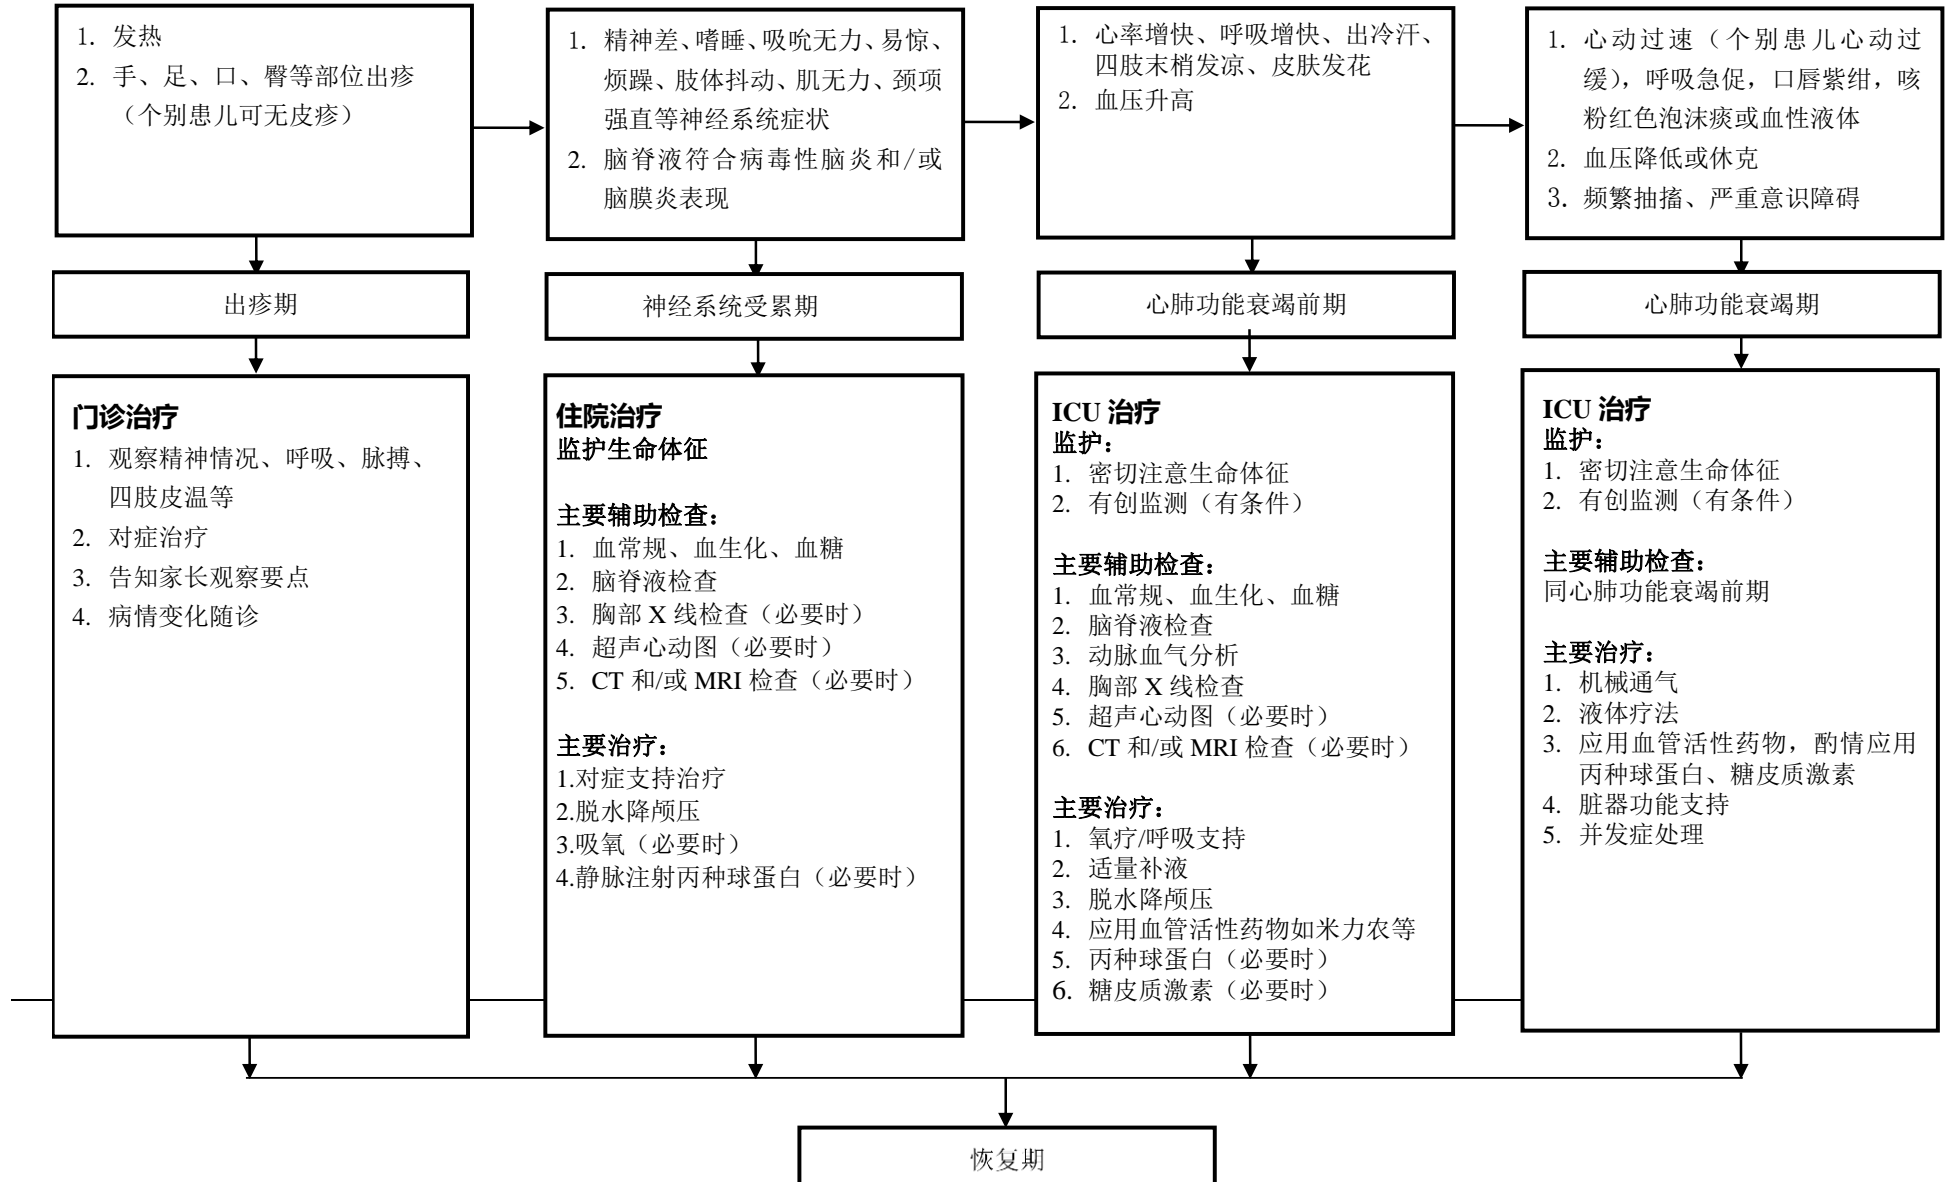 1. 发热
2. 手、足、口、臀等部位出疹
（个别患儿可无皮疹）
1. 精神差、嗜睡、吸吮无力、易惊、
烦躁、肢体抖动、肌无力、颈项
强直等神经系统症状
2. 脑脊液符合病毒性脑炎和/或
脑膜炎表现
1. 心率增快、呼吸增快、出冷汗、
四肢末梢发凉、皮肤发花
2. 血压升高
1. 心动过速（个别患儿心动过
缓），呼吸急促，口唇紫绀，咳
粉红色泡沫痰或血性液体
2. 血压降低或休克
3. 频繁抽搐、严重意识障碍
出疹期
神经系统受累期
心肺功能衰竭前期
心肺功能衰竭期
门诊治疗
1. 观察精神情况、呼吸、脉搏、
四肢皮温等
2. 对症治疗
3. 告知家长观察要点
4. 病情变化随诊
住院治疗
监护生命体征
主要辅助检查：
1. 血常规、血生化、血糖
2. 脑脊液检查
3. 胸部 X 线检查（必要时）
4. 超声心动图（必要时）
5. CT 和/或 MRI 检查（必要时）
主要治疗：
1.对症支持治疗
2.脱水降颅压
3.吸氧（必要时）
4.静脉注射丙种球蛋白（必要时）
ICU 治疗
监护：
1. 密切注意生命体征
2. 有创监测（有条件）
主要辅助检查：
1. 血常规、血生化、血糖
2. 脑脊液检查
3. 动脉血气分析
4. 胸部 X 线检查
5. 超声心动图（必要时）
6. CT 和/或 MRI 检查（必要时）
主要治疗：
1. 氧疗/呼吸支持
2. 适量补液
3. 脱水降颅压
4. 应用血管活性药物如米力农等
5. 丙种球蛋白（必要时）
6. 糖皮质激素（必要时）
ICU 治疗
监护：
1. 密切注意生命体征
2. 有创监测（有条件）
主要辅助检查：
同心肺功能衰竭前期
主要治疗：
1. 机械通气
2. 液体疗法
3. 应用血管活性药物，酌情应用
丙种球蛋白、糖皮质激素
4. 脏器功能支持
5. 并发症处理
恢复期